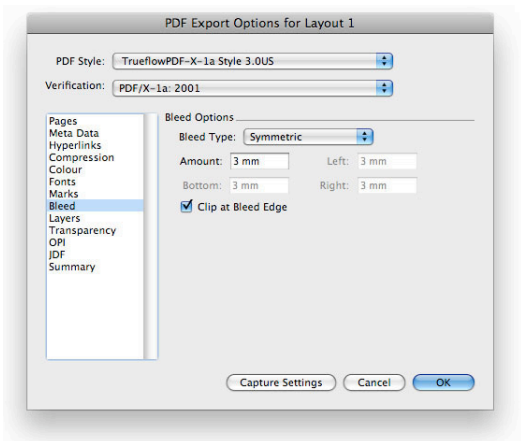 PDF Export Options for Layout 1
PDF Style: TrueflowPDF-X-1a Style 3.0US
Verification: PDF/X-1a: 2001
Pages
Meta Data
Hyperlinks
Compression
Colour
Fonts
Marks
Bleed
Layers
Transparency
OPI
JDF
Summary
Bleed Options
Bleed Type: Symmetric
Amount: 3 mm Left: 3 mm
Bottom: 3 mm Right: 3 mm
Clip at Bleed Edge
Capture Settings Cancel OK